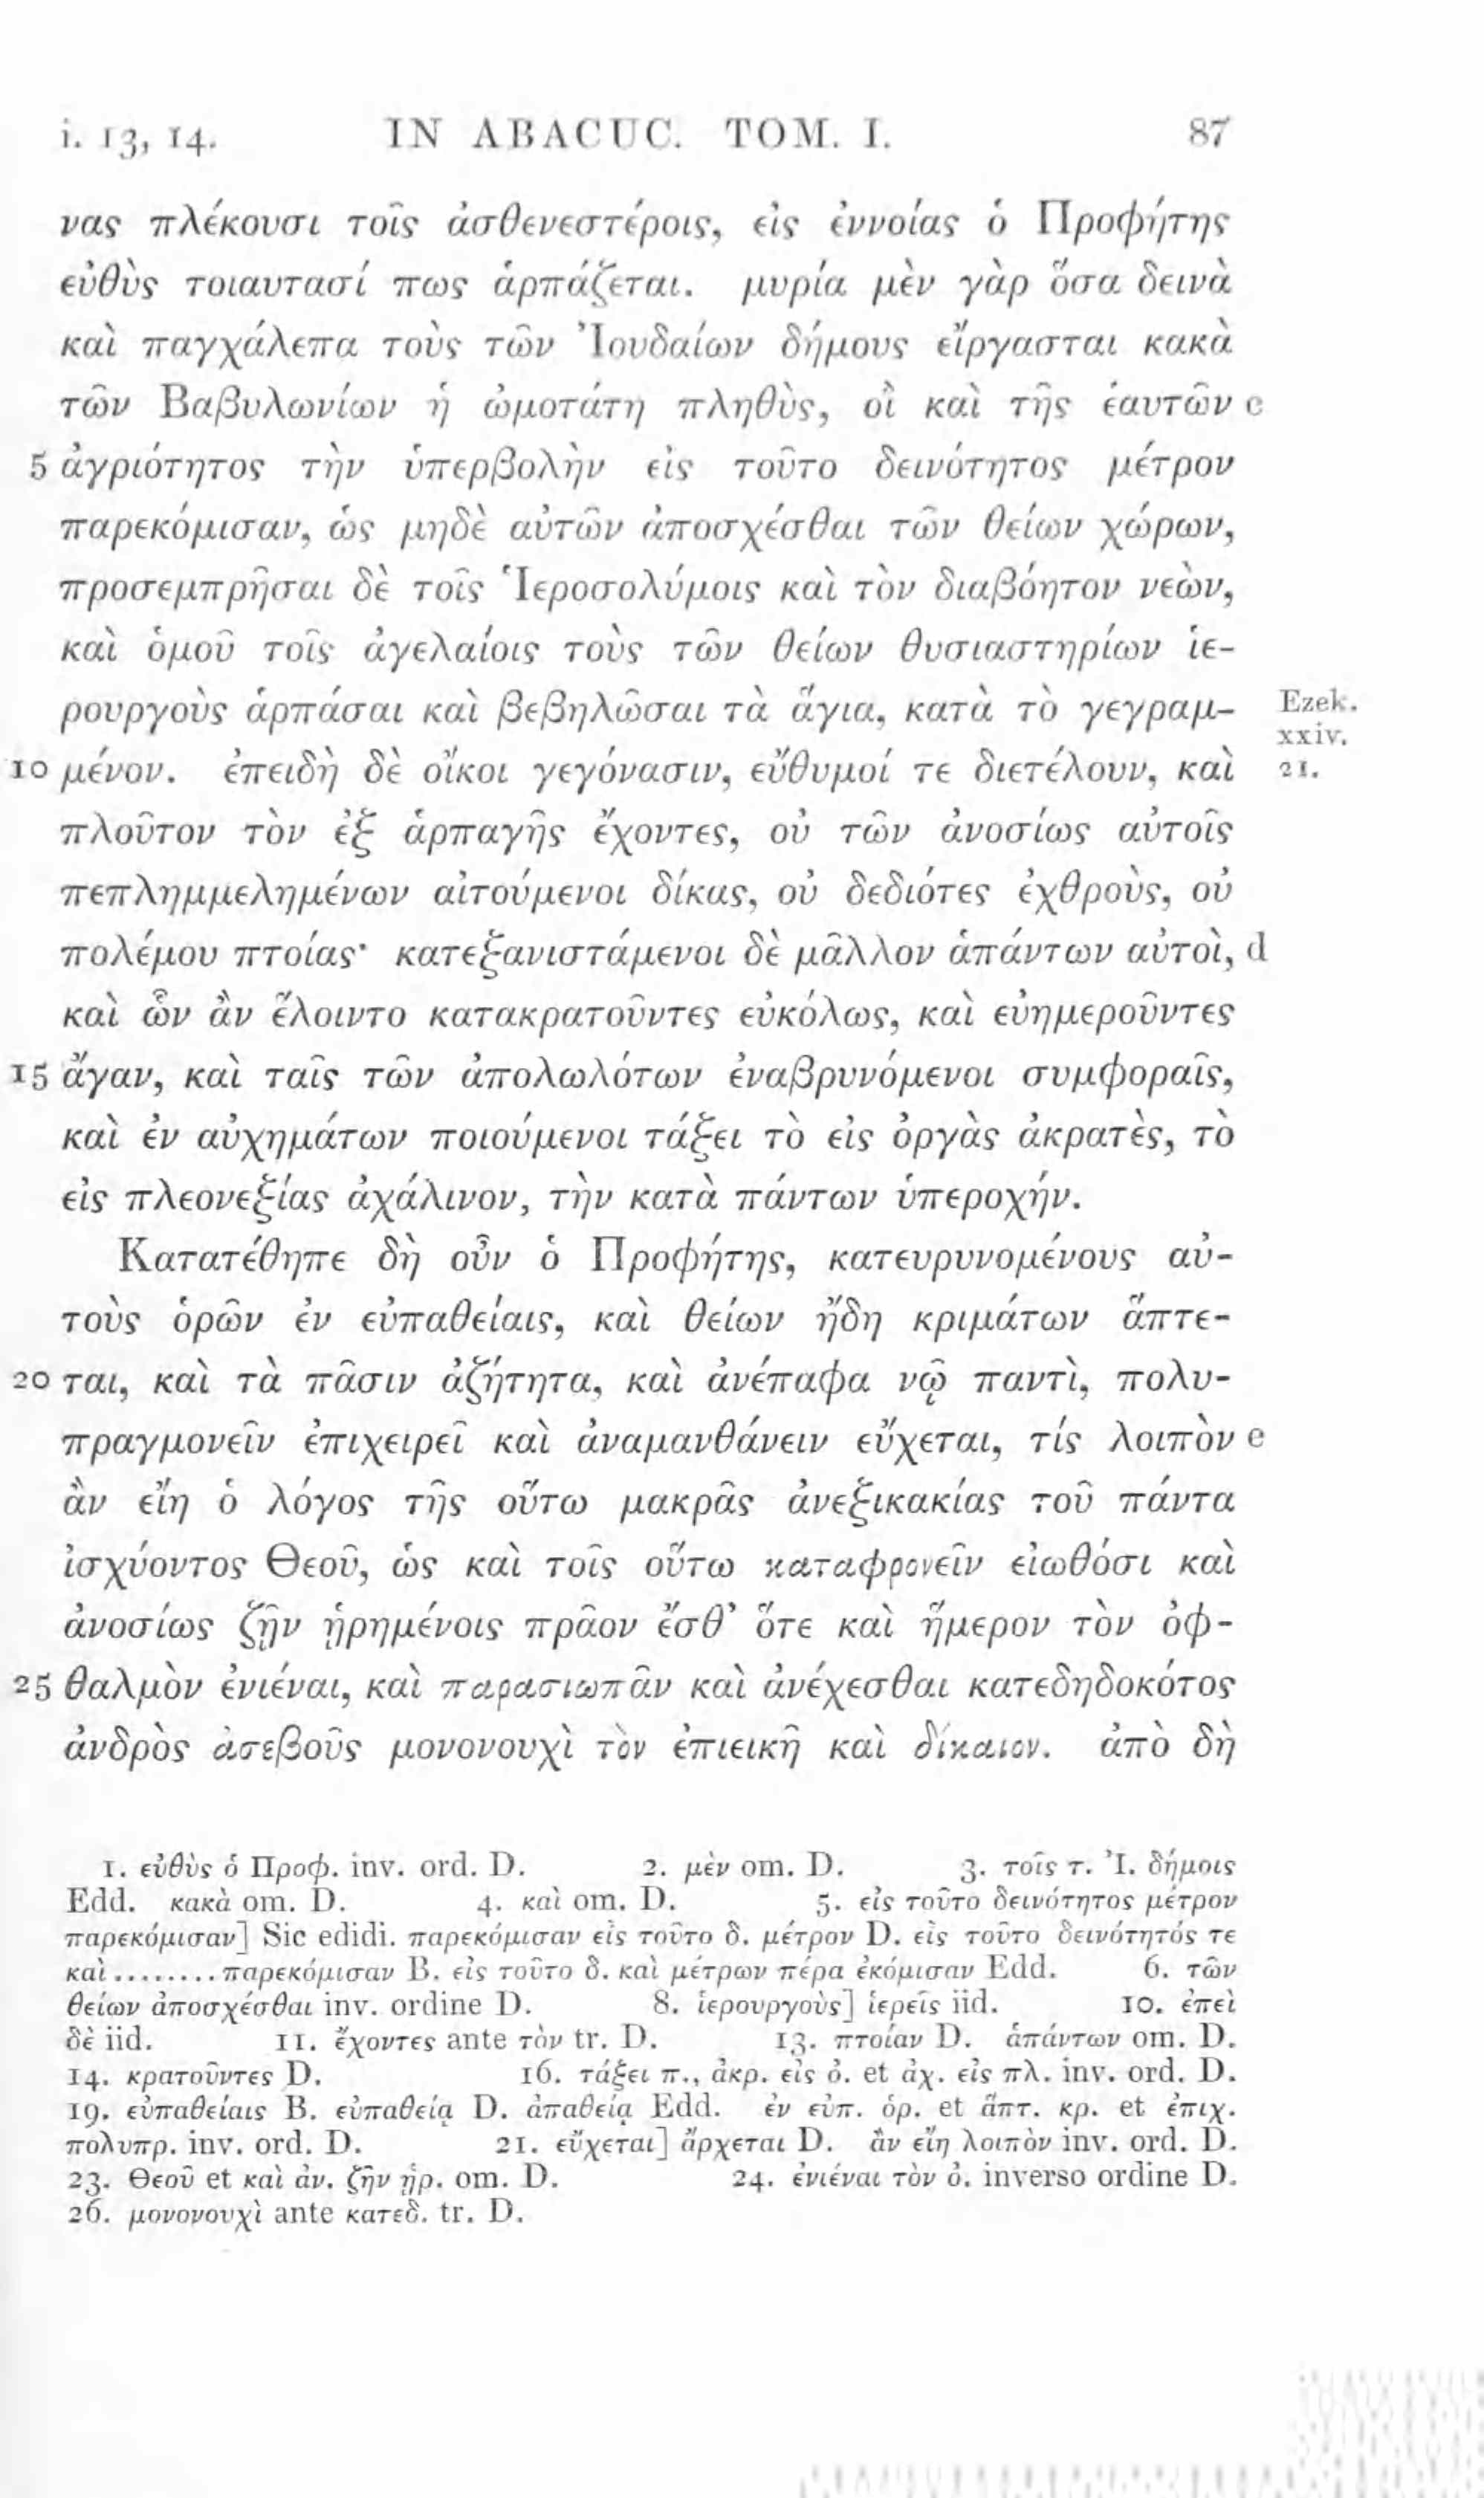 i. 13, 14. IN ABACUC. TOM. I. 87
νας πλέκουσι τοῖς ἀσθενεστέροις, εἰς ἐννοίας ὁ Προφήτης
εὐθὺς τοιαυτασί πως ἁρπάζεται. μυρία μὲν γὰρ ὅσα δεινὰ
καὶ παγχάλεπα τοὺς τῶν Ἰουδαίων δήμους εἴργασται κακὰ
τῶν Βαβυλωνίων ἡ ὠμοτάτη πληθὺς, οἳ καὶ τῆς ἑαυτῶν c
5 ἀγριότητος τὴν ὑπερβολὴν εἰς τοῦτο δεινότητος μέτρον
παρεκόμισαν, ὡς μηδὲ αὐτῶν ἀποσχέσθαι τῶν θείων χώρων,
προσεμπρῆσαι δὲ τοῖς Ἱεροσολύμοις καὶ τὸν διαβόητον νεὼν,
καὶ ὁμοῦ τοῖς ἀγελαίοις τοὺς τῶν θείων θυσιαστηρίων ἱε-
ρουργοὺς ἁρπάσαι καὶ βεβηλῶσαι τὰ ἅγια, κατὰ τὸ γεγραμ- Ezek. xxiv.
10 μένον. ἐπειδὴ δὲ οἴκοι γεγόνασιν, εὔθυμοί τε διετέλουν, καὶ 21.
πλοῦτον τὸν ἐξ ἁρπαγῆς ἔχοντες, οὐ τῶν ἀνοσίως αὐτοῖς
πεπλημμελημένων αἰτούμενοι δίκας, οὐ δεδιότες ἐχθροὺς, οὐ
πολέμου πτοίας· κατεξανιστάμενοι δὲ μᾶλλον ἁπάντων αὐτοὶ, d
καὶ ὧν ἂν ἕλοιντο κατακρατοῦντες εὐκόλως, καὶ εὐημεροῦντες
15 ἄγαν, καὶ ταῖς τῶν ἀπολωλότων ἐναβρυνόμενοι συμφοραῖς,
καὶ ἐν αὐχημάτων ποιούμενοι τάξει τὸ εἰς ὀργὰς ἀκρατὲς, τὸ
εἰς πλεονεξίας ἀχάλινον, τὴν κατὰ πάντων ὑπεροχήν.
Κατατέθηπε δὴ οὖν ὁ Προφήτης, κατευρυνομένους αὐ-
τοὺς ὁρῶν ἐν εὐπαθείαις, καὶ θείων ἤδη κριμάτων ἅπτε-
20 ται, καὶ τὰ πᾶσιν ἀζήτητα, καὶ ἀνέπαφα νῷ παντὶ, πολυ-
πραγμονεῖν ἐπιχειρεῖ καὶ ἀναμανθάνειν εὔχεται, τίς λοιπὸν e
ἂν εἴη ὁ λόγος τῆς οὕτω μακρᾶς ἀνεξικακίας τοῦ πάντα
ἰσχύοντος Θεοῦ, ὡς καὶ τοῖς οὕτω καταφρονεῖν εἰωθόσι καὶ
ἀνοσίως ζῆν ᾑρημένοις πρᾶον ἔσθ' ὅτε καὶ ἥμερον τὸν ὀφ-
25 θαλμὸν ἐνιέναι, καὶ παρασιωπᾶν καὶ ἀνέχεσθαι κατεδηδοκότος
ἀνδρὸς ἀσεβοῦς μονονουχὶ τὸν ἐπιεικῆ καὶ δίκαιον. ἀπὸ δὴ
1. εὐθὺς ὁ Προφ. inv. ord. D. 2. μὲν om. D. 3. τοῖς τ. Ἰ. δήμοις
Edd. κακὰ om. D. 4. καὶ om. D. 5. εἰς τοῦτο δεινότητος μέτρον
παρεκόμισαν] Sic edidi. παρεκόμισαν εἰς τοῦτο δ. μέτρον D. εἰς τοῦτο δεινότητός τε
καὶ ........ παρεκόμισαν B. εἰς τοῦτο δ. καὶ μέτρων πέρα ἐκόμισαν Edd. 6. τῶν
θείων ἀποσχέσθαι inv. ordine D. 8. ἱερουργοὺς] ἱερεῖς iid. 10. ἐπεὶ
δὲ iid. 11. ἔχοντες ante τὸν tr. D. 13. πτοίαν D. ἁπάντων om. D.
14. κρατοῦντες D. 16. τάξει π., ἀκρ. εἰς ὀ. et ἀχ. εἰς πλ. inv. ord. D.
19. εὐπαθείαις B. εὐπαθείᾳ D. ἀπαθείᾳ Edd. ἐν εὐπ. ὁρ. et ἅπτ. κρ. et ἐπιχ.
πολυπρ. inv. ord. D. 21. εὔχεται] ἄρχεται D. ἂν εἴη λοιπὸν inv. ord. D.
23. Θεοῦ et καὶ ἀν. ζῆν ᾑρ. om. D. 24. ἐνιέναι τὸν ὀ. inverso ordine D.
26. μονονουχὶ ante κατεδ. tr. D.